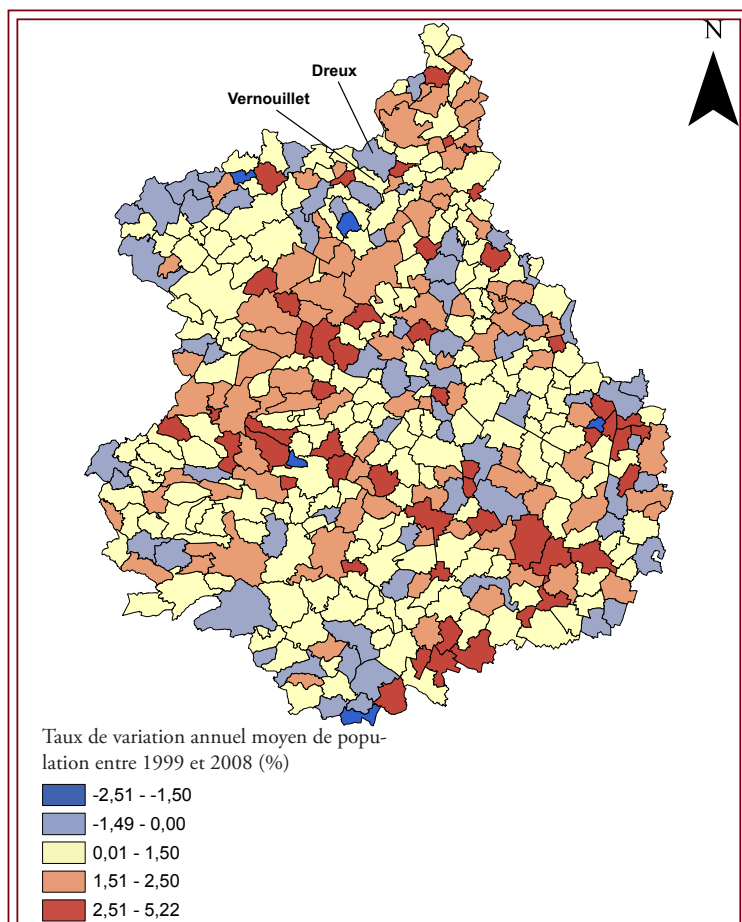 N
Dreux
Vernouillet
Taux de variation annuel moyen de popu-
lation entre 1999 et 2008 (%)
-2,51 - -1,50
-1,49 - 0,00
0,01 - 1,50
1,51 - 2,50
2,51 - 5,22